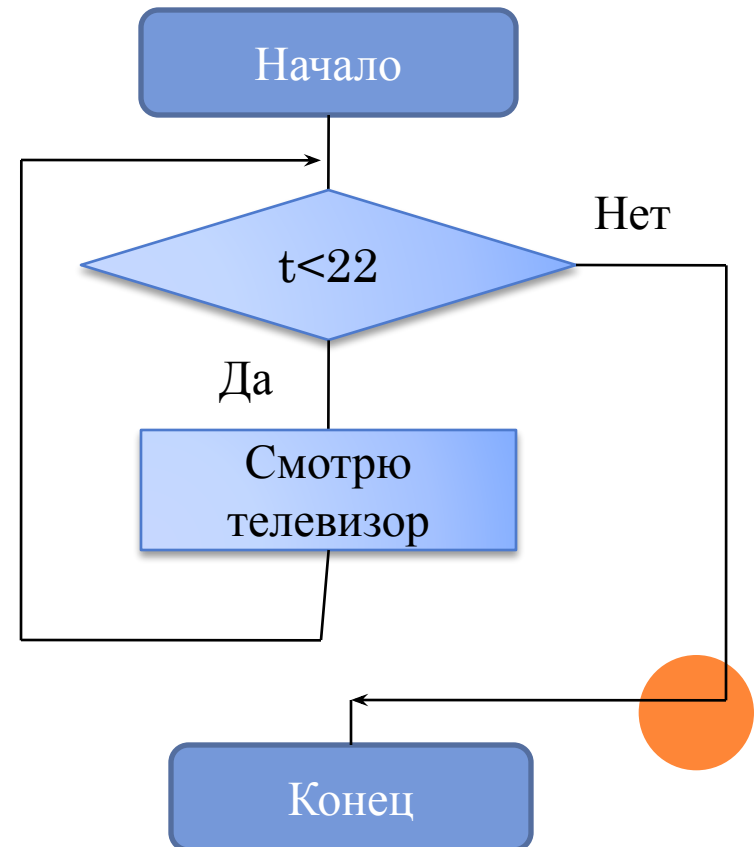 Начало
Нет
t<22
Да
Смотрю
телевизор
Конец